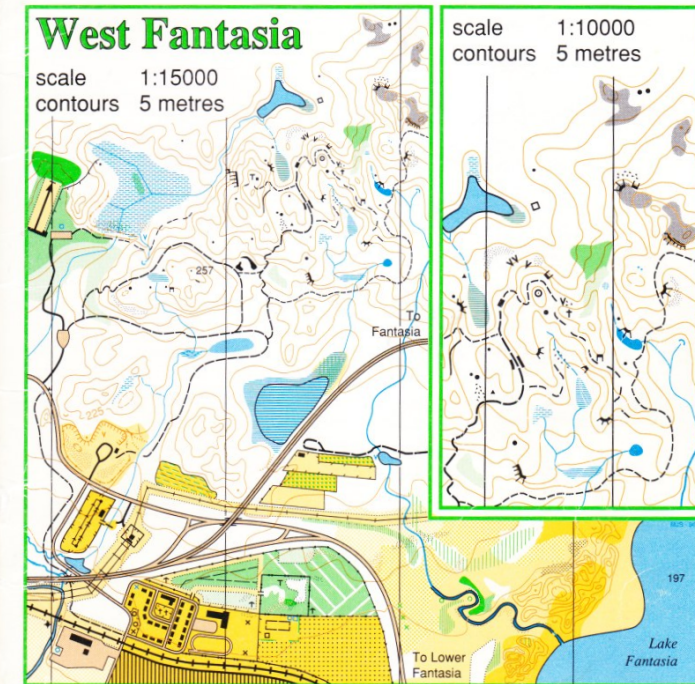 West Fantasia
scale 1:15000
contours 5 metres
scale 1:10000
contours 5 metres
257
To
Fantasia
225
197
To Lower
Fantasia
Lake
Fantasia